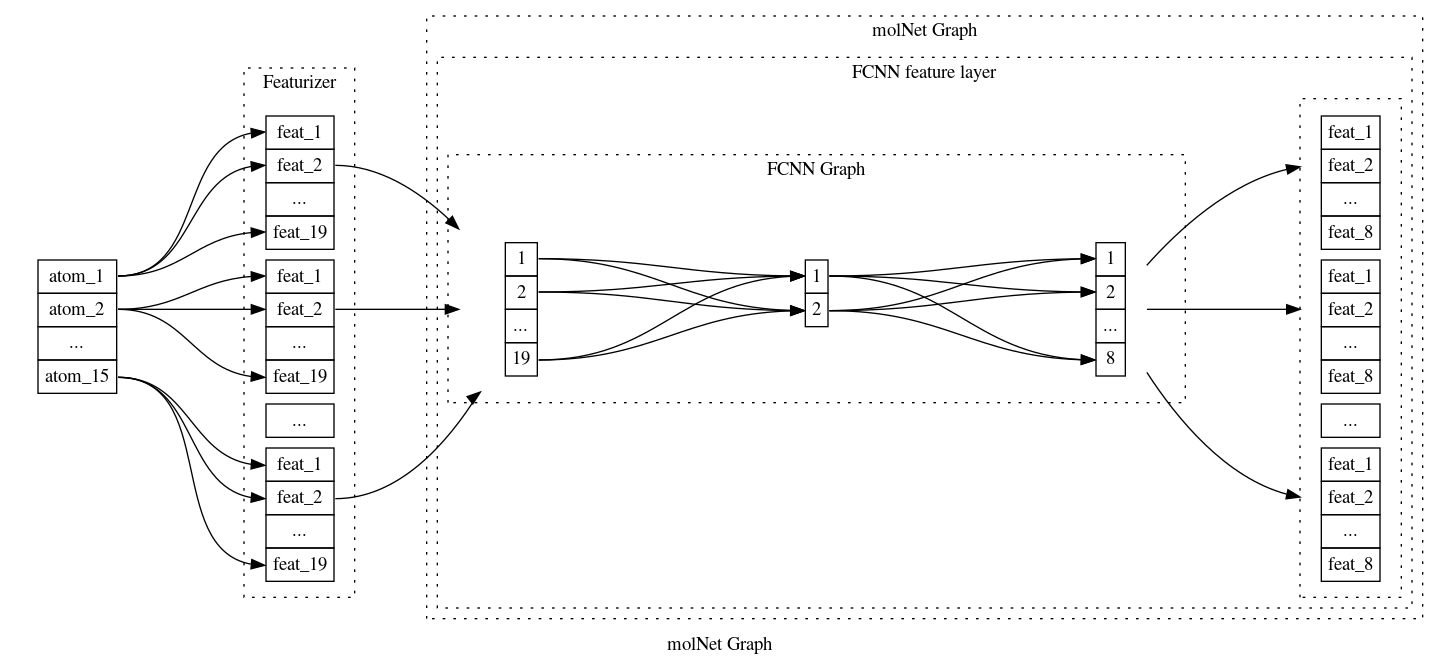 molNet Graph
FCNN feature layer
Featurizer
FCNN Graph
atom_1
atom_2
...
atom_15
feat_1
feat_2
...
feat_19
feat_1
feat_2
...
feat_19
...
feat_1
feat_2
...
feat_19
1
2
...
19
1
2
1
2
...
8
feat_1
feat_2
...
feat_8
feat_1
feat_2
...
feat_8
...
feat_1
feat_2
...
feat_8
molNet Graph